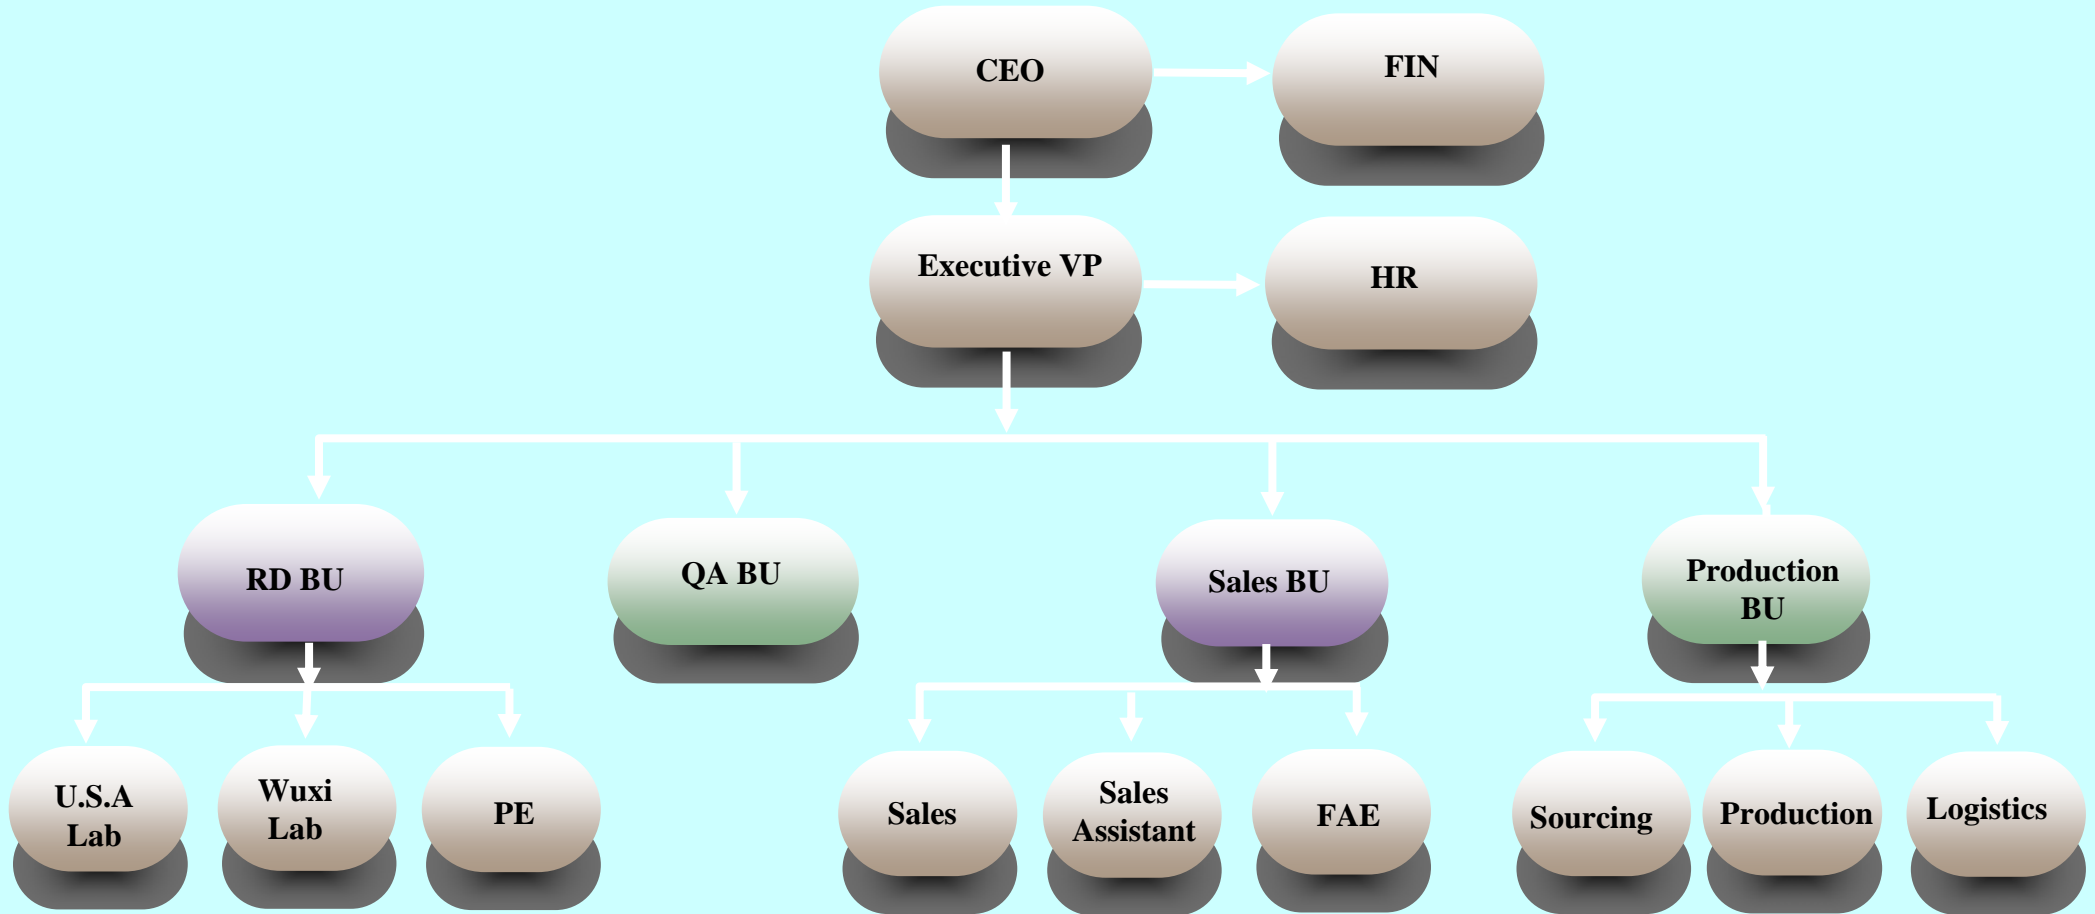 CEO
FIN
Executive VP
HR
RD BU
QA BU
Sales BU
Production
BU
U.S.A
Lab
Wuxi
Lab
PE
Sales
Sales
Assistant
FAE
Sourcing
Production
Logistics